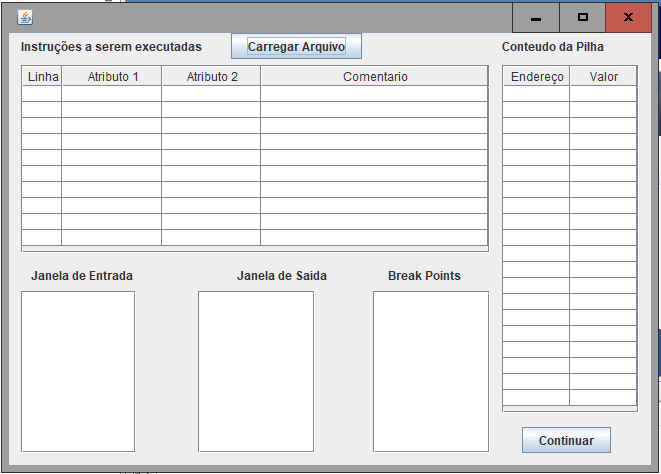 Instruções a serem executadas Carregar Arquivo Conteudo da Pilha
Linha Atributo 1 Atributo 2 Comentario Endereço Valor
Janela de Entrada Janela de Saida Break Points
Continuar